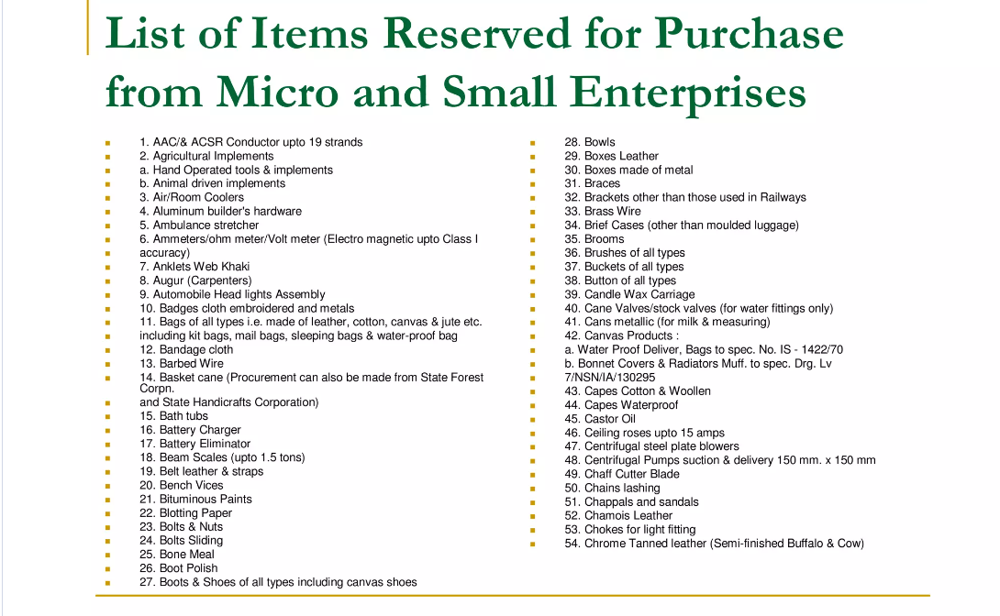 List of Items Reserved for Purchase
from Micro and Small Enterprises
1. AAC/& ACSR Conductor upto 19 strands
2. Agricultural Implements
a. Hand Operated tools & implements
b. Animal driven implements
3. Air/Room Coolers
4. Aluminum builder's hardware
5. Ambulance stretcher
6. Ammeters/ohm meter/Volt meter (Electro magnetic upto Class I
accuracy)
7. Anklets Web Khaki
8. Augur (Carpenters)
9. Automobile Head lights Assembly
10. Badges cloth embroidered and metals
11. Bags of all types i.e. made of leather, cotton, canvas & jute etc.
including kit bags, mail bags, sleeping bags & water-proof bag
12. Bandage cloth
13. Barbed Wire
14. Basket cane (Procurement can also be made from State Forest
Corpn.
and State Handicrafts Corporation)
15. Bath tubs
16. Battery Charger
17. Battery Eliminator
18. Beam Scales (upto 1.5 tons)
19. Belt leather & straps
20. Bench Vices
21. Bituminous Paints
22. Blotting Paper
23. Bolts & Nuts
24. Bolts Sliding
25. Bone Meal
26. Boot Polish
27. Boots & Shoes of all types including canvas shoes
28. Bowls
29. Boxes Leather
30. Boxes made of metal
31. Braces
32. Brackets other than those used in Railways
33. Brass Wire
34. Brief Cases (other than moulded luggage)
35. Brooms
36. Brushes of all types
37. Buckets of all types
38. Button of all types
39. Candle Wax Carriage
40. Cane Valves/stock valves (for water fittings only)
41. Cans metallic (for milk & measuring)
42. Canvas Products :
a. Water Proof Deliver, Bags to spec. No. IS - 1422/70
b. Bonnet Covers & Radiators Muff. to spec. Drg. Lv
7/NSN/IA/130295
43. Capes Cotton & Woollen
44. Capes Waterproof
45. Castor Oil
46. Ceiling roses upto 15 amps
47. Centrifugal steel plate blowers
48. Centrifugal Pumps suction & delivery 150 mm. x 150 mm
49. Chaff Cutter Blade
50. Chains lashing
51. Chappals and sandals
52. Chamois Leather
53. Chokes for light fitting
54. Chrome Tanned leather (Semi-finished Buffalo & Cow)